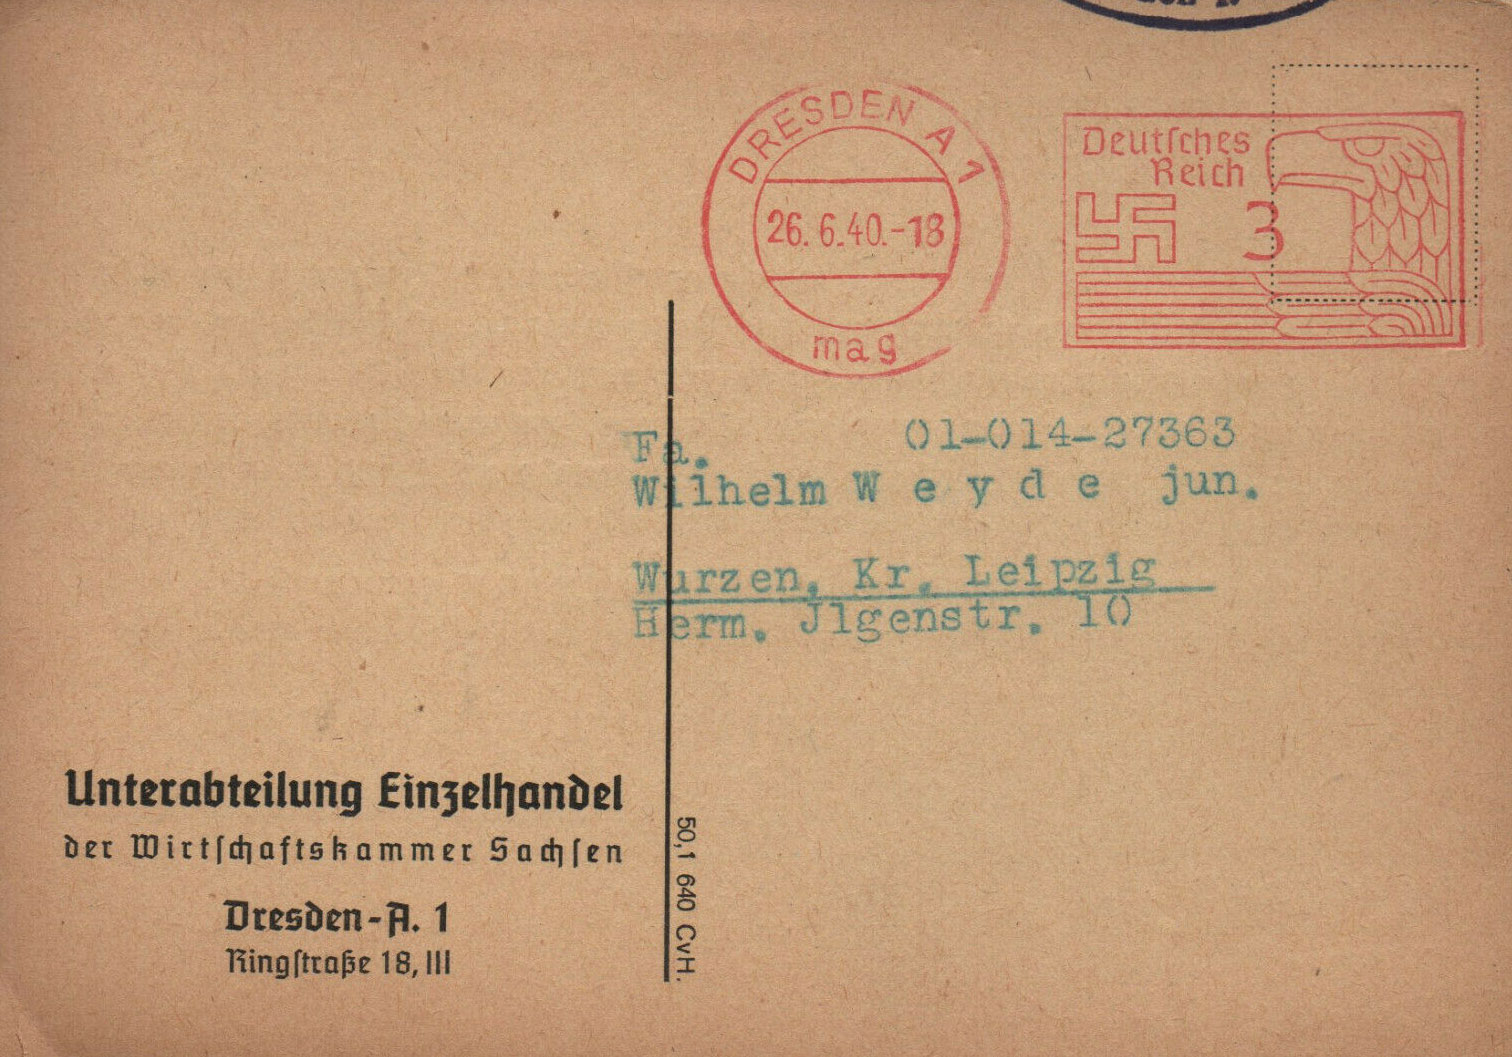 DRESDEN A 1
26.6.40.-18
mag
Deutsches
Reich
3
01-014-27363
Fa.
Wilhelm W e y d e jun.
Wurzen, Kr. Leipzig
Herm. Jlgenstr. 10
Unterabteilung Einzelhandel
der Wirtſchaftskammer Sachſen
Dresden-A. 1
Ringſtraße 18, III
50,1 640 CvH.